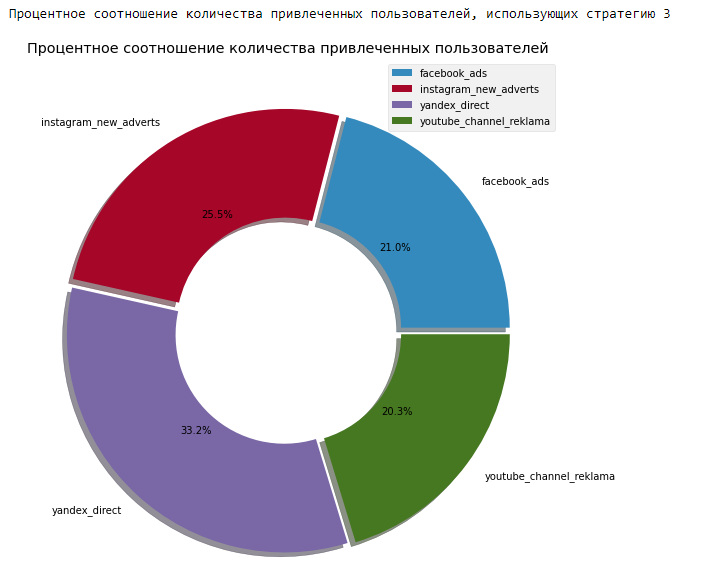 Процентное соотношение количества привлеченных пользователей, использующих стратегию 3
Процентное соотношение количества привлеченных пользователей
facebook_ads
instagram_new_adverts
yandex_direct
youtube_channel_reklama
instagram_new_adverts
facebook_ads
25.5%
21.0%
33.2%
20.3%
youtube_channel_reklama
yandex_direct